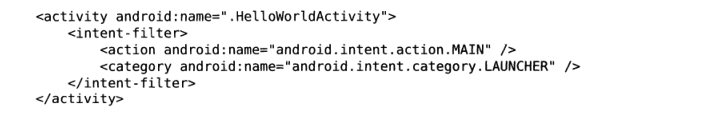 <activity android:name=".HelloWorldActivity">
    <intent-filter>
        <action android:name="android.intent.action.MAIN" />
        <category android:name="android.intent.category.LAUNCHER" />
    </intent-filter>
</activity>